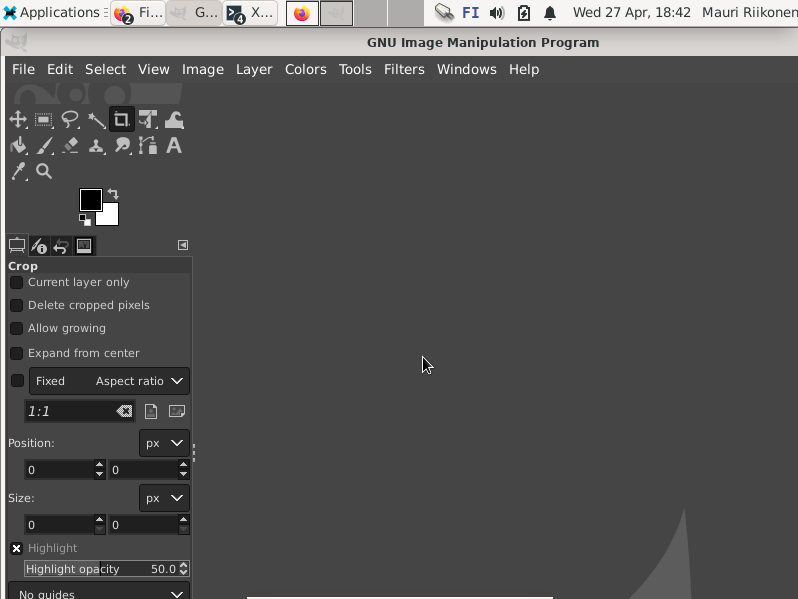 Applications
2
Fi...
G...
4
X...
FI
Wed 27 Apr, 18:42
Mauri Riikonen
GNU Image Manipulation Program
File Edit Select View Image Layer Colors Tools Filters Windows Help
Crop
Current layer only
Delete cropped pixels
Allow growing
Expand from center
Fixed Aspect ratio
1:1
Position: px
0 0
Size: px
0 0
Highlight
Highlight opacity 50.0
No guides